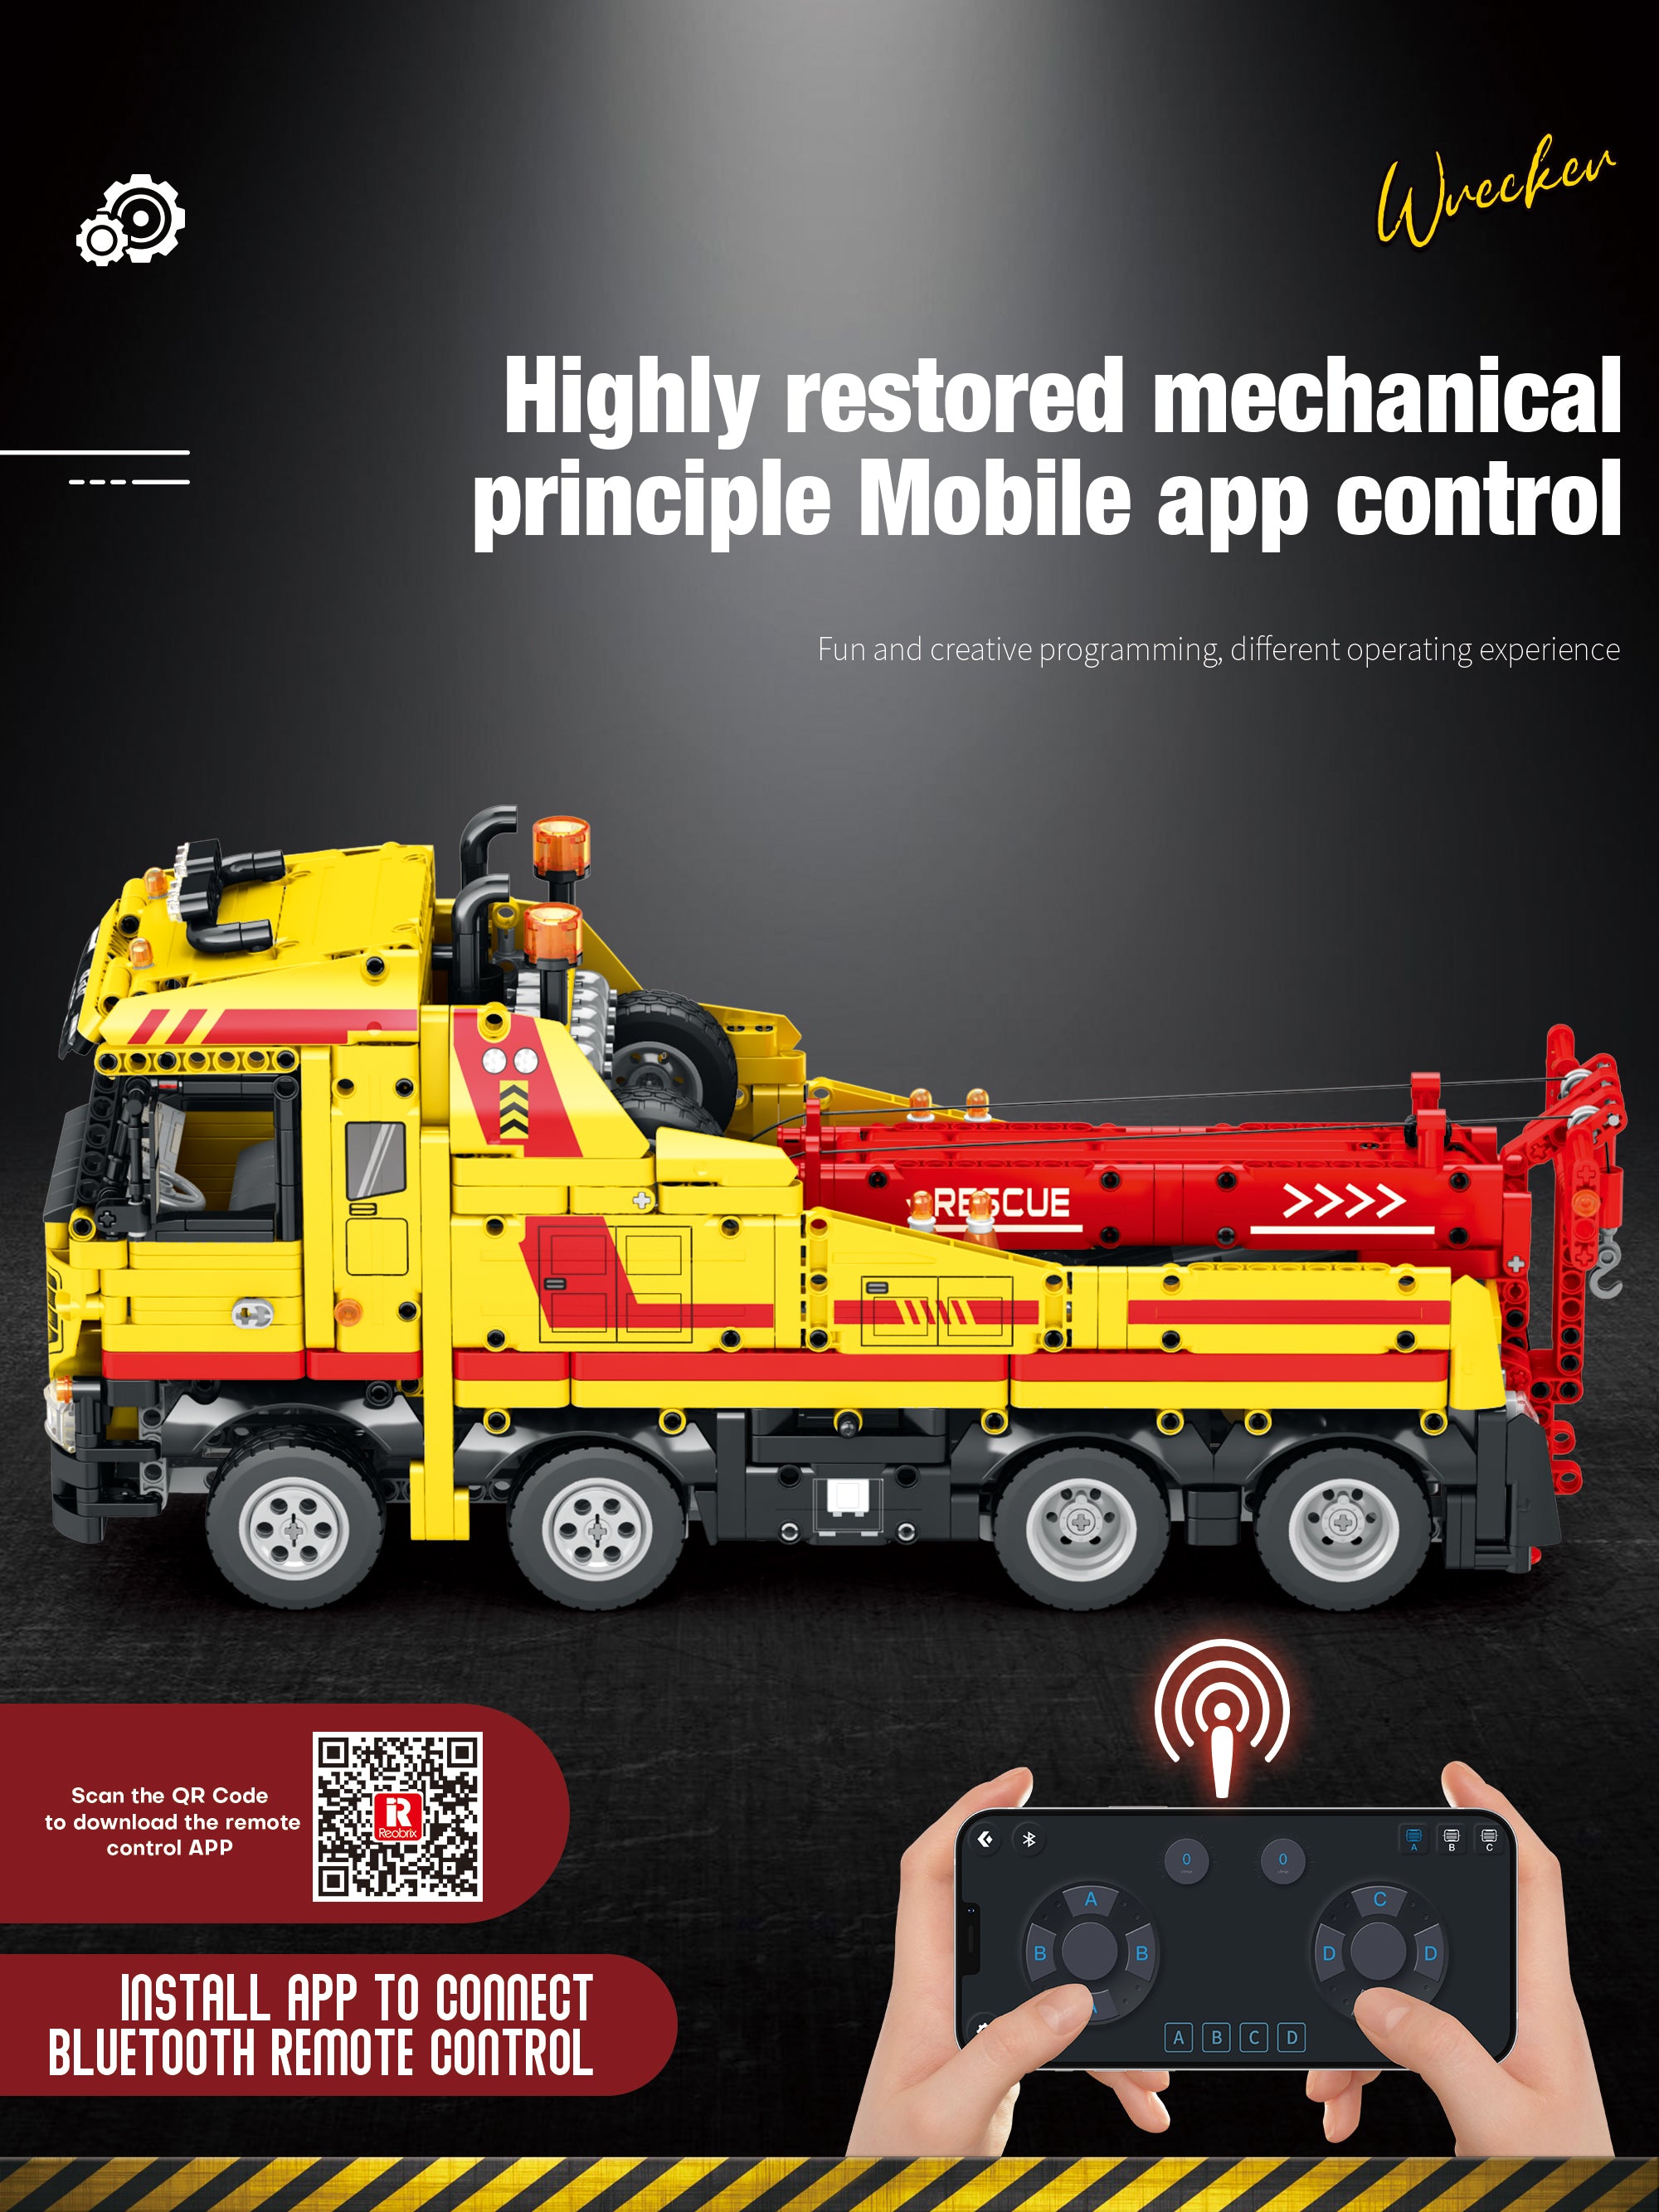 Wrecker
Highly restored mechanical
principle Mobile app control
Fun and creative programming, different operating experience
RESCUE
>>>>
Scan the QR Code
to download the remote
control APP
iR
Reobrix
INSTALL APP TO CONNECT
BLUETOOTH REMOTE CONTROL
0 0
A B C
A
B B
A
C
D D
A B C D